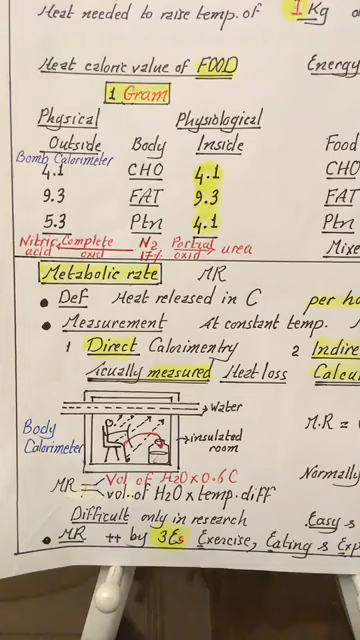 Heat needed to raise temp. of 1 Kg
Heat caloric value of FOOD Energy
1 Gram
Physical Physiological
Outside Body Inside Food
Bomb Calorimeter
4.1 CHO 4.1 CHO
9.3 FAT 9.3 FAT
5.3 Ptn 4.1 Ptn
Nitric Complete N2 Partial urea Mixe
acid oxid 17% oxid
Metabolic rate MR
• Def Heat released in C per ho
• Measurement At constant temp.
1 Direct Calorimentry 2 Indire
Acually measured Heat loss Calcul
water
Body
Calorimeter
insulated
room
M.R =
MR = Vol of H2O x 0.6 C
vol. of H2O x temp. diff
Normally
Difficult only in research Easy s
• MR ++ by 3Es Exercise, Eating & Exp